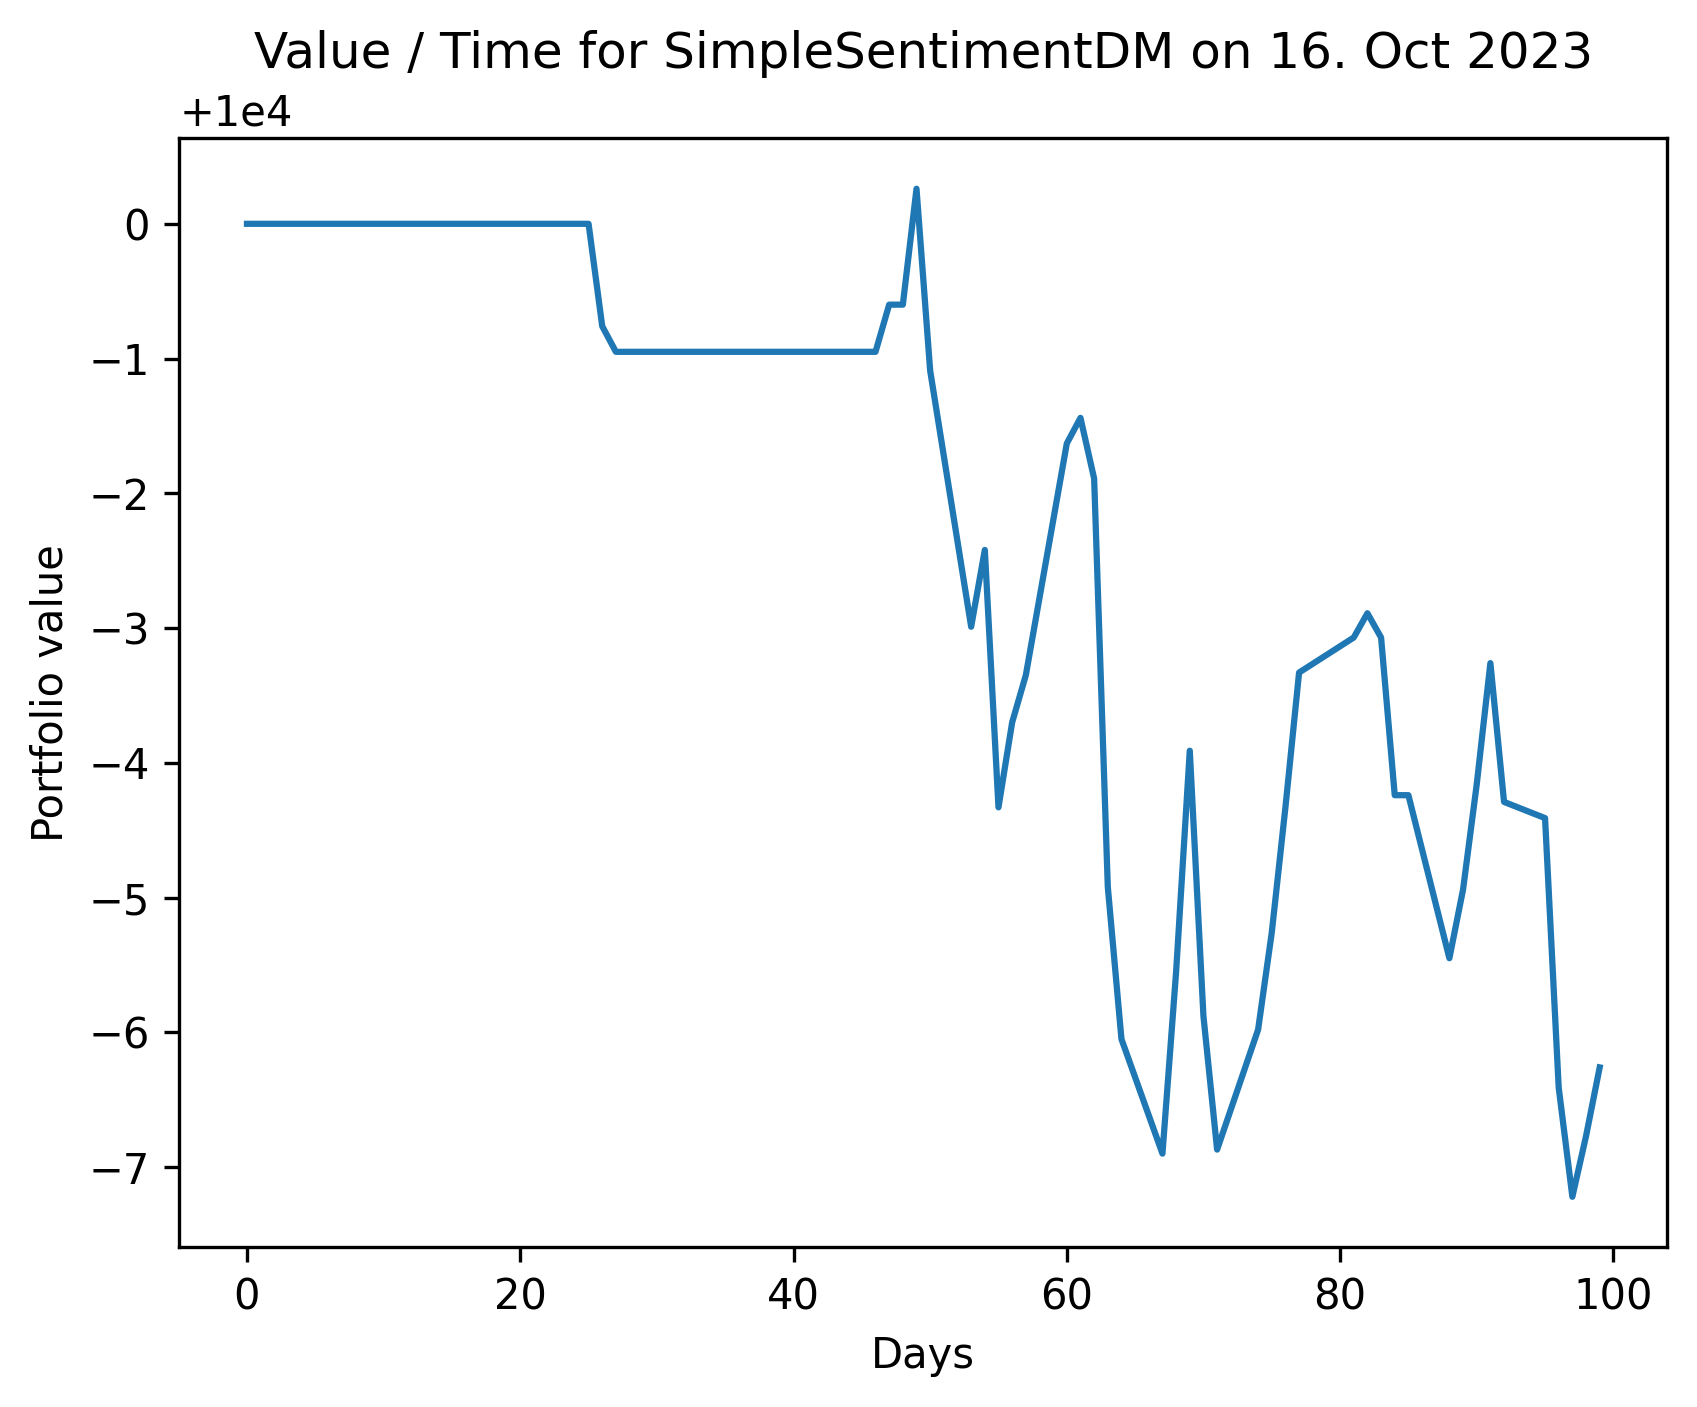 Value / Time for SimpleSentimentDM on 16. Oct 2023
+1e4
0
−1
−2
−3
−4
−5
−6
−7
Portfolio value
0 20 40 60 80 100
Days